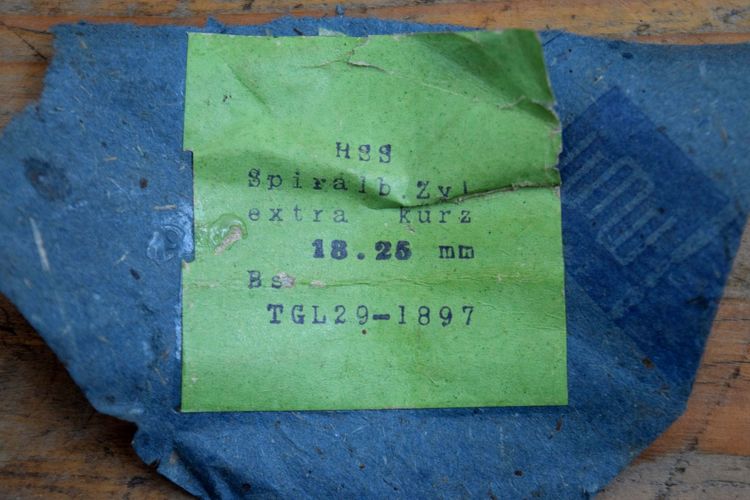 HSS
Spiralb.Zyl
extra kurz
18.25 mm
Bs
TGL29-1897